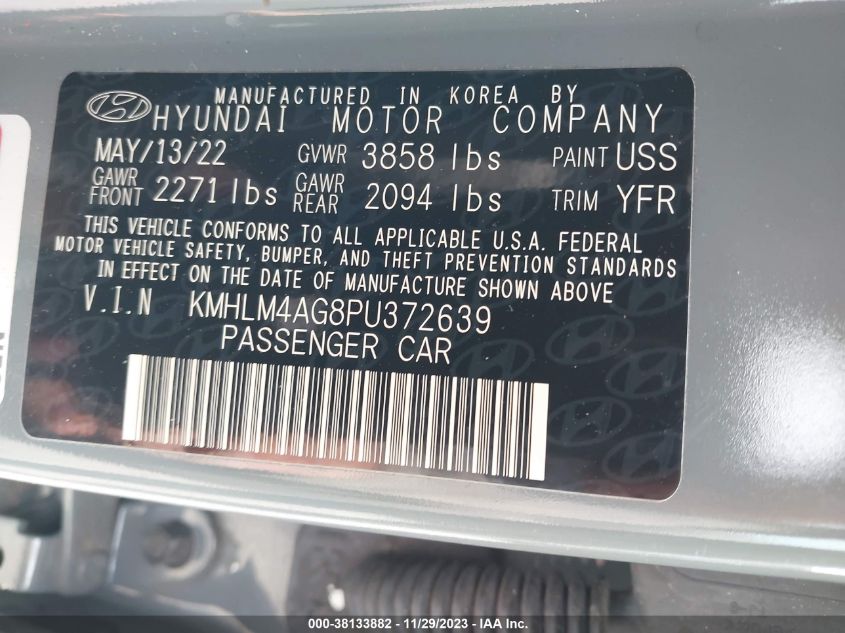 MANUFACTURED IN KOREA BY
HYUNDAI MOTOR COMPANY
MAY/13/22 GVWR 3858 lbs PAINT USS
GAWR FRONT 2271 lbs GAWR REAR 2094 lbs TRIM YFR
THIS VEHICLE CONFORMS TO ALL APPLICABLE U.S.A. FEDERAL
MOTOR VEHICLE SAFETY, BUMPER, AND THEFT PREVENTION STANDARDS
IN EFFECT ON THE DATE OF MANUFACTURE SHOWN ABOVE
V.I.N KMHLM4AG8PU372639
PASSENGER CAR
000-38133882 - 11/29/2023 - IAA Inc.